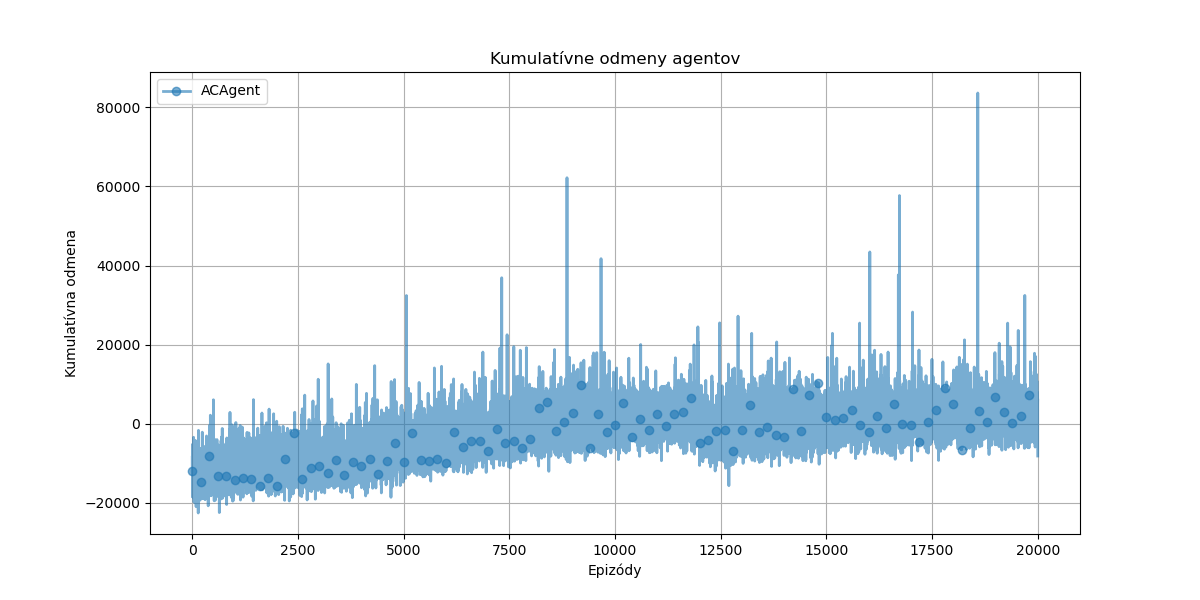 Kumulatívne odmeny agentov
ACAgent
80000
60000
40000
20000
0
−20000
Kumulatívna odmena
0 2500 5000 7500 10000 12500 15000 17500 20000
Epizódy